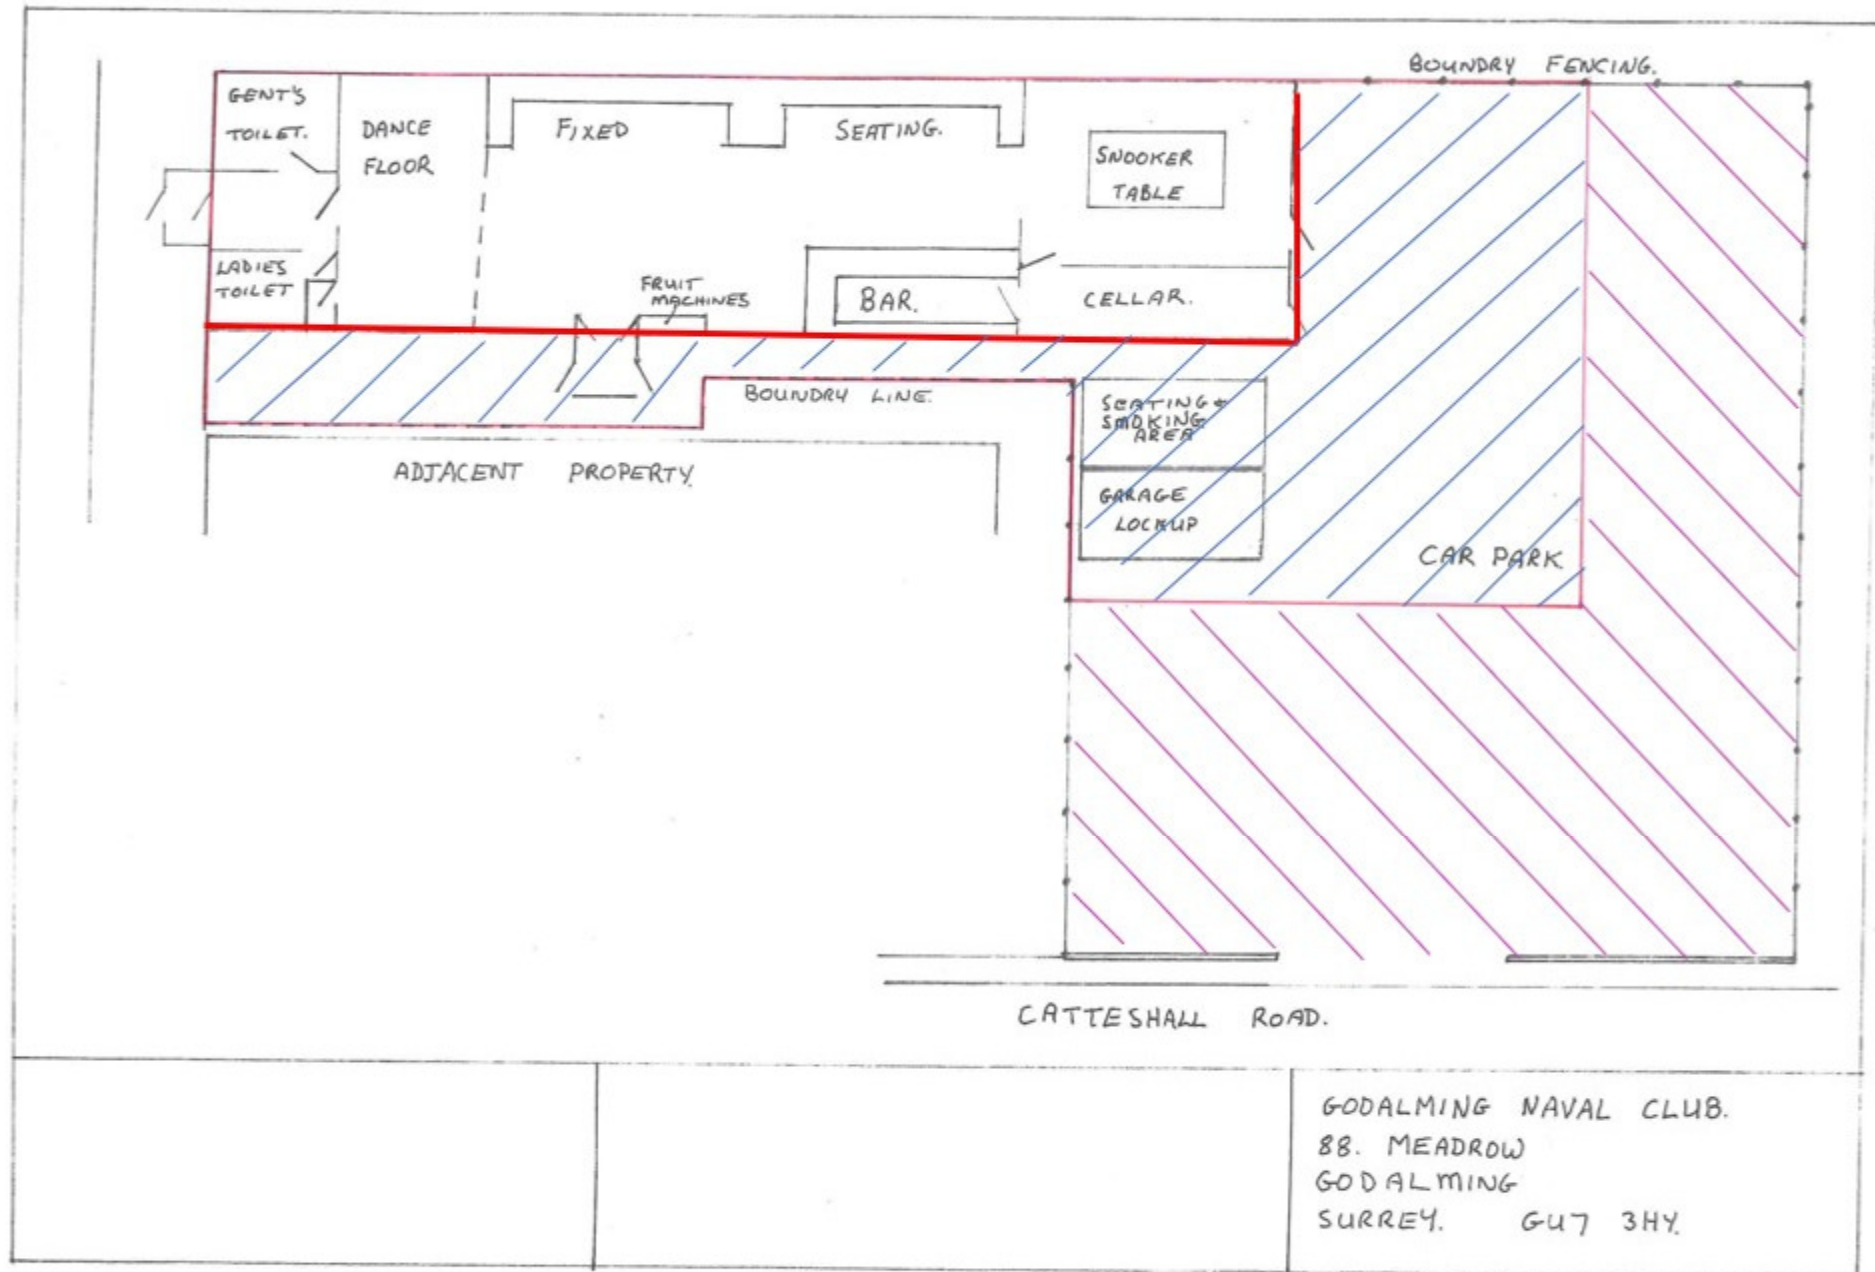 BOUNDRY FENCING.
GENT'S
TOILET.
DANCE
FLOOR
FIXED
SEATING.
SNOOKER
TABLE
LADIES
TOILET
FRUIT
MACHINES
BAR.
CELLAR.
BOUNDRY LINE.
SEATING &
SMOKING
AREA
GARAGE
LOCKUP
ADJACENT PROPERTY.
CAR PARK.
CATTESHALL ROAD.
GODALMING NAVAL CLUB.
88. MEADROW
GODALMING
SURREY. GU7 3HY.